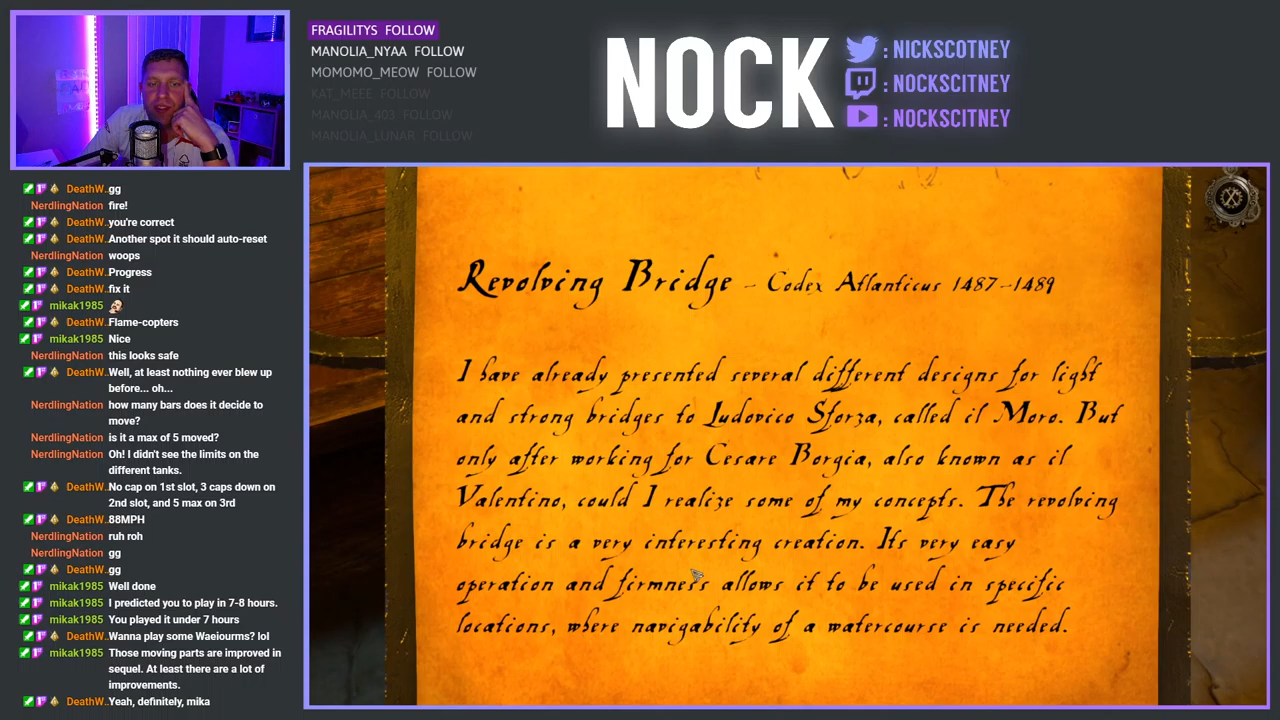 FRAGILITYS FOLLOW
MANOLIA_NYAA FOLLOW
MOMOMO_MEOW FOLLOW
KAT_MEEE FOLLOW
MANOLIA_403 FOLLOW
MANOLIA_LUNAR FOLLOW
NOCK
: NICKSCOTNEY
: NOCKSCITNEY
: NOCKSCITNEY
DeathW.. gg
NerdlingNation fire!
DeathW.. you're correct
DeathW.. Another spot it should auto-reset
NerdlingNation woops
DeathW.. Progress
DeathW.. fix it
mikak1985
DeathW.. Flame-copters
mikak1985 Nice
NerdlingNation this looks safe
DeathW.. Well, at least nothing ever blew up
before... oh...
NerdlingNation how many bars does it decide to
move?
NerdlingNation is it a max of 5 moved?
NerdlingNation Oh! I didn't see the limits on the
different tanks.
DeathW.. No cap on 1st slot, 3 caps down on
2nd slot, and 5 max on 3rd
DeathW.. 88MPH
NerdlingNation ruh roh
NerdlingNation gg
DeathW.. gg
mikak1985 Well done
mikak1985 I predicted you to play in 7-8 hours.
mikak1985 You played it under 7 hours
DeathW.. Wanna play some Waeiourms? lol
mikak1985 Those moving parts are improved in
sequel. At least there are a lot of
improvements.
DeathW.. Yeah, definitely, mika
Revolving Bridge - Codex Atlanticus 1487-1489
I have already presented several different designs for light
and strong bridges to Ludovico Sforza, called il Moro. But
only after working for Cesare Borgia, also known as il
Valentino, could I realize some of my concepts. The revolving
bridge is a very interesting creation. Its very easy
operation and firmness allows it to be used in specific
locations, where navigability of a watercourse is needed.